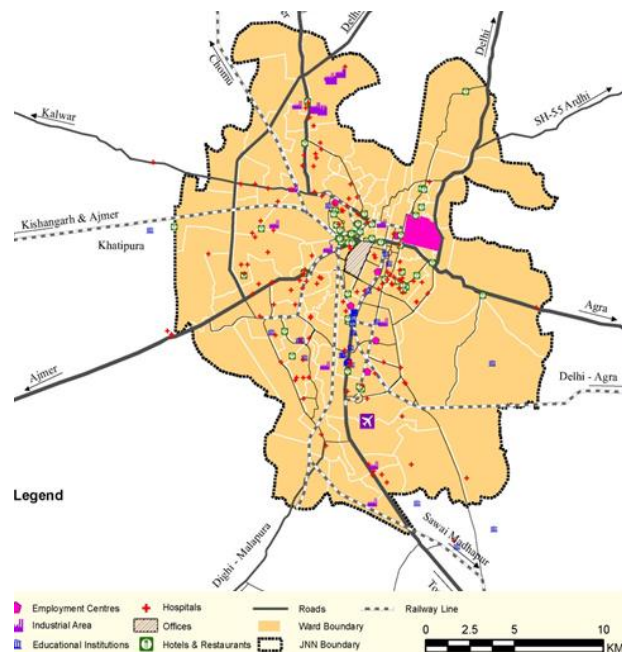 Delhi
Delhi
Chomu
SH-55 Ardhi
Kalwar
Kishangarh & Ajmer
Khatipura
Agra
Ajmer
Delhi - Agra
Legend
Sawai Madhapur
Dighi - Malapura
Employment Centres
Hospitals
Roads
Railway Line
Industrial Area
Offices
Ward Boundary
Educational Institutions
Hotels & Restaurants
JNN Boundary
0 2.5 5 10
KM